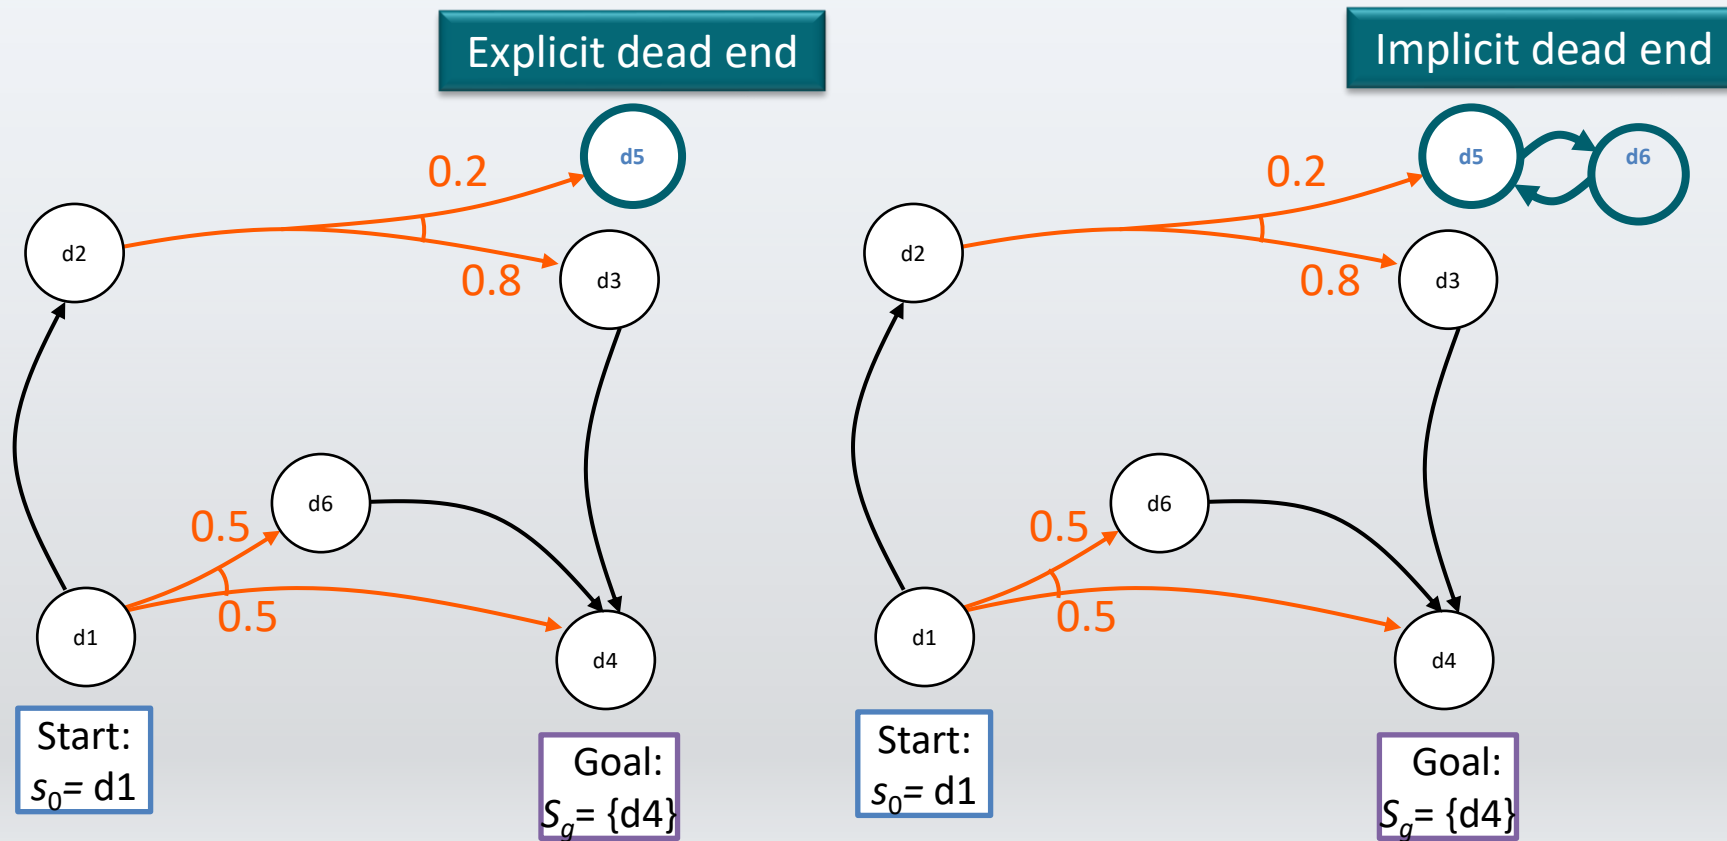 Explicit dead end
d5
0.2
d2
0.8
d3
d6
0.5
0.5
d1
d4
Start:
s0= d1
Goal:
Sg= {d4}
Implicit dead end
d5
d6
0.2
d2
0.8
d3
d6
0.5
0.5
d1
d4
Start:
s0= d1
Goal:
Sg= {d4}